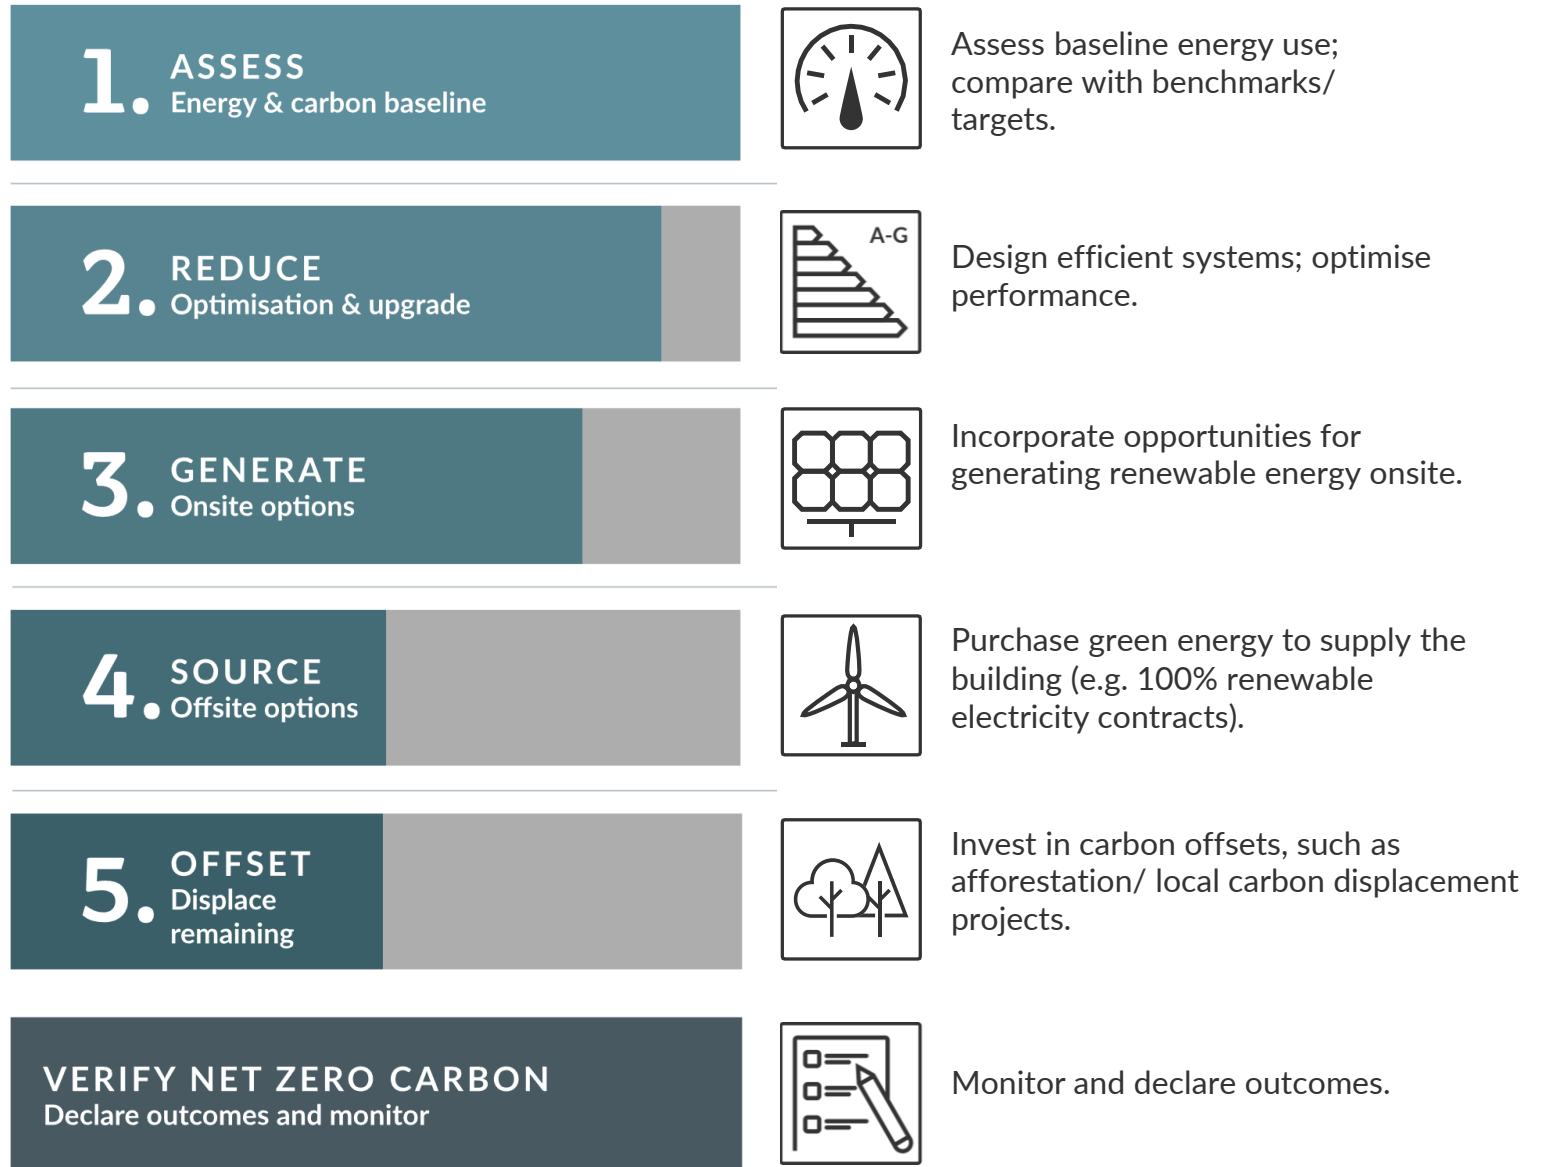 1. ASSESS
Energy & carbon baseline
Assess baseline energy use;
compare with benchmarks/
targets.
2. REDUCE
Optimisation & upgrade
A-G
Design efficient systems; optimise
performance.
3. GENERATE
Onsite options
Incorporate opportunities for
generating renewable energy onsite.
4. SOURCE
Offsite options
Purchase green energy to supply the
building (e.g. 100% renewable
electricity contracts).
5. OFFSET
Displace
remaining
Invest in carbon offsets, such as
afforestation/ local carbon displacement
projects.
VERIFY NET ZERO CARBON
Declare outcomes and monitor
Monitor and declare outcomes.